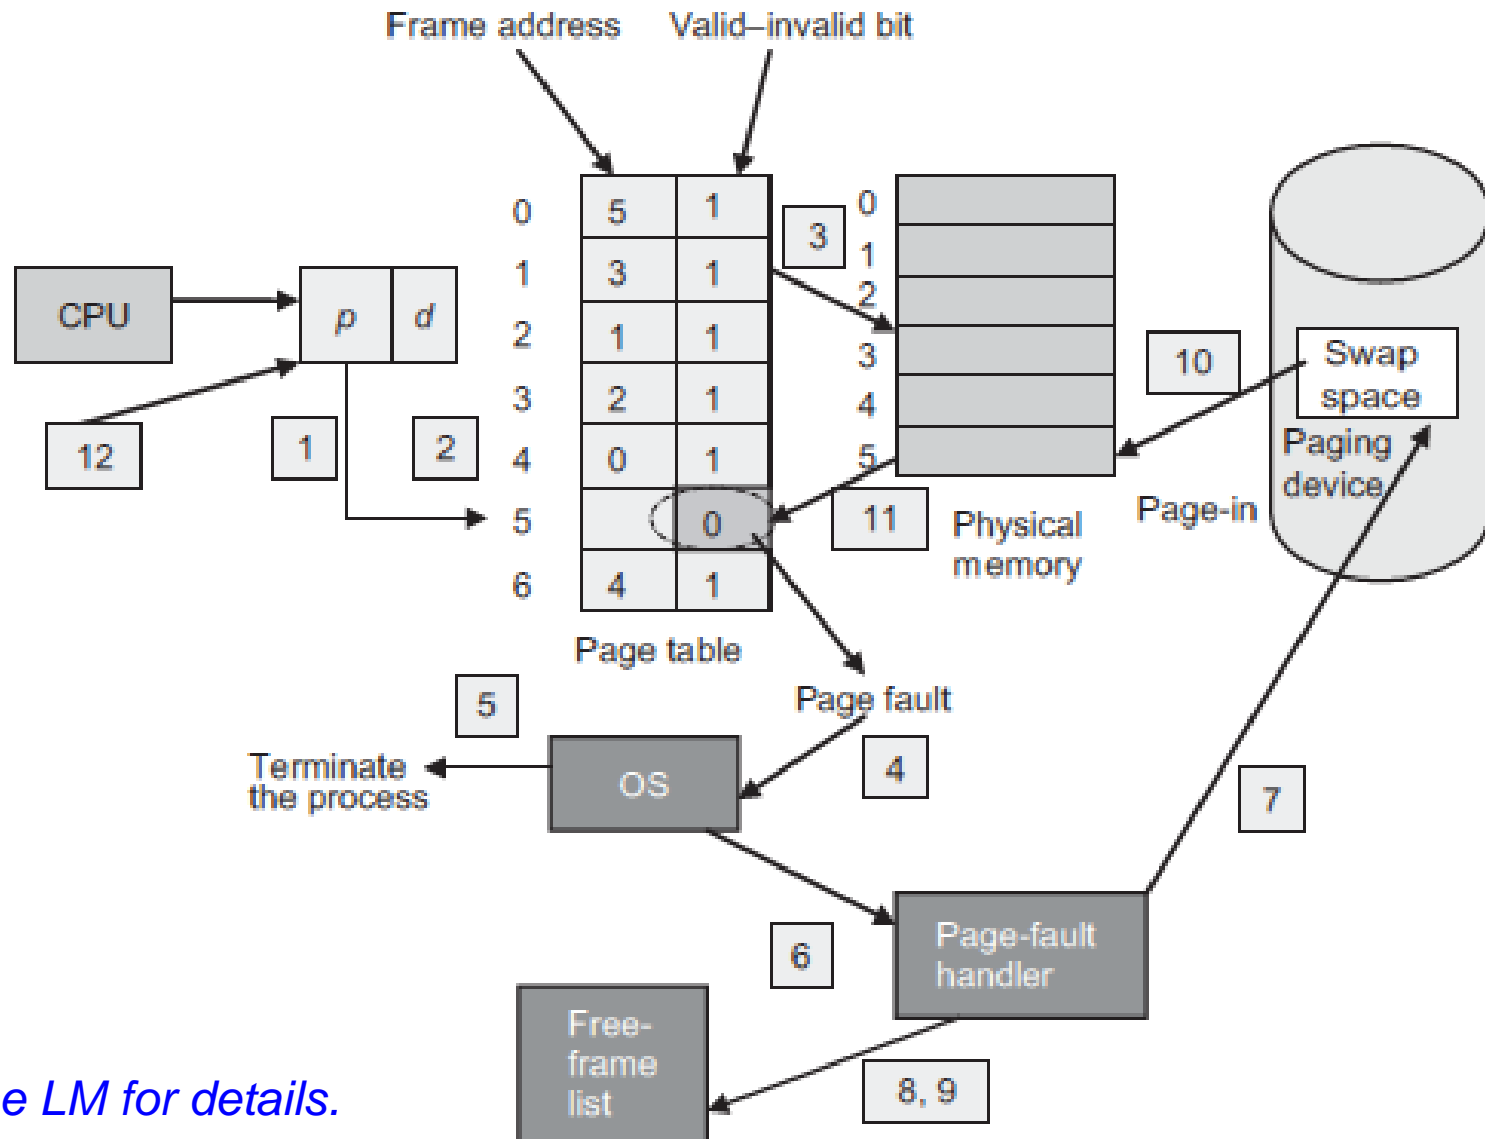 Frame address
Valid–invalid bit
0 5 1
1 3 1
2 1 1
3 2 1
4 0 1
5 0
6 4 1
Page table
CPU
p d
12
1
2
3
0
1
2
3
4
5
Physical
memory
10
11
Page-in
Swap
space
Paging
device
Page fault
4
5
Terminate
the process
OS
6
7
Page-fault
handler
8, 9
Free-
frame
list
e LM for details.